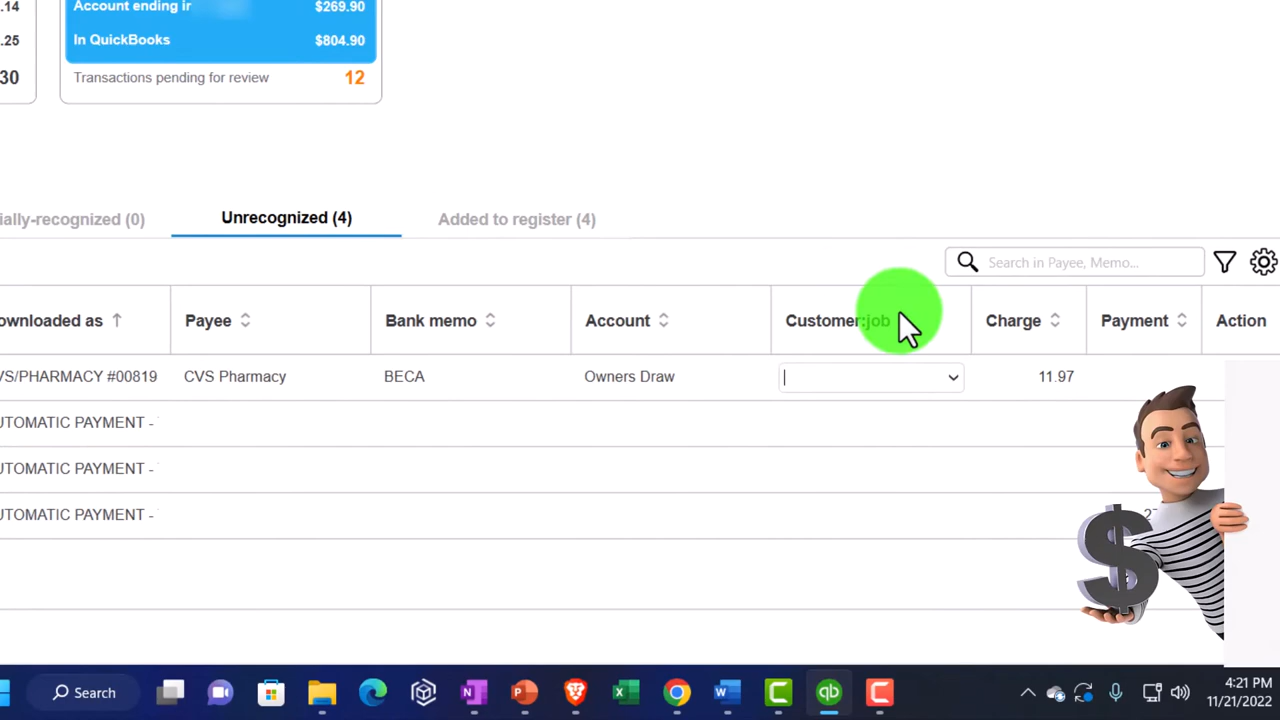 .14
Account ending ir
$269.90
.25
In QuickBooks
$804.90
30
Transactions pending for review
12
ially-recognized (0)
Unrecognized (4)
Added to register (4)
Search in Payee, Memo...
ownloaded as
Payee
Bank memo
Account
Customer:job
Charge
Payment
Action
VS/PHARMACY #00819
CVS Pharmacy
BECA
Owners Draw
11.97
UTOMATIC PAYMENT -
UTOMATIC PAYMENT -
UTOMATIC PAYMENT -
Search
4:21 PM
11/21/2022